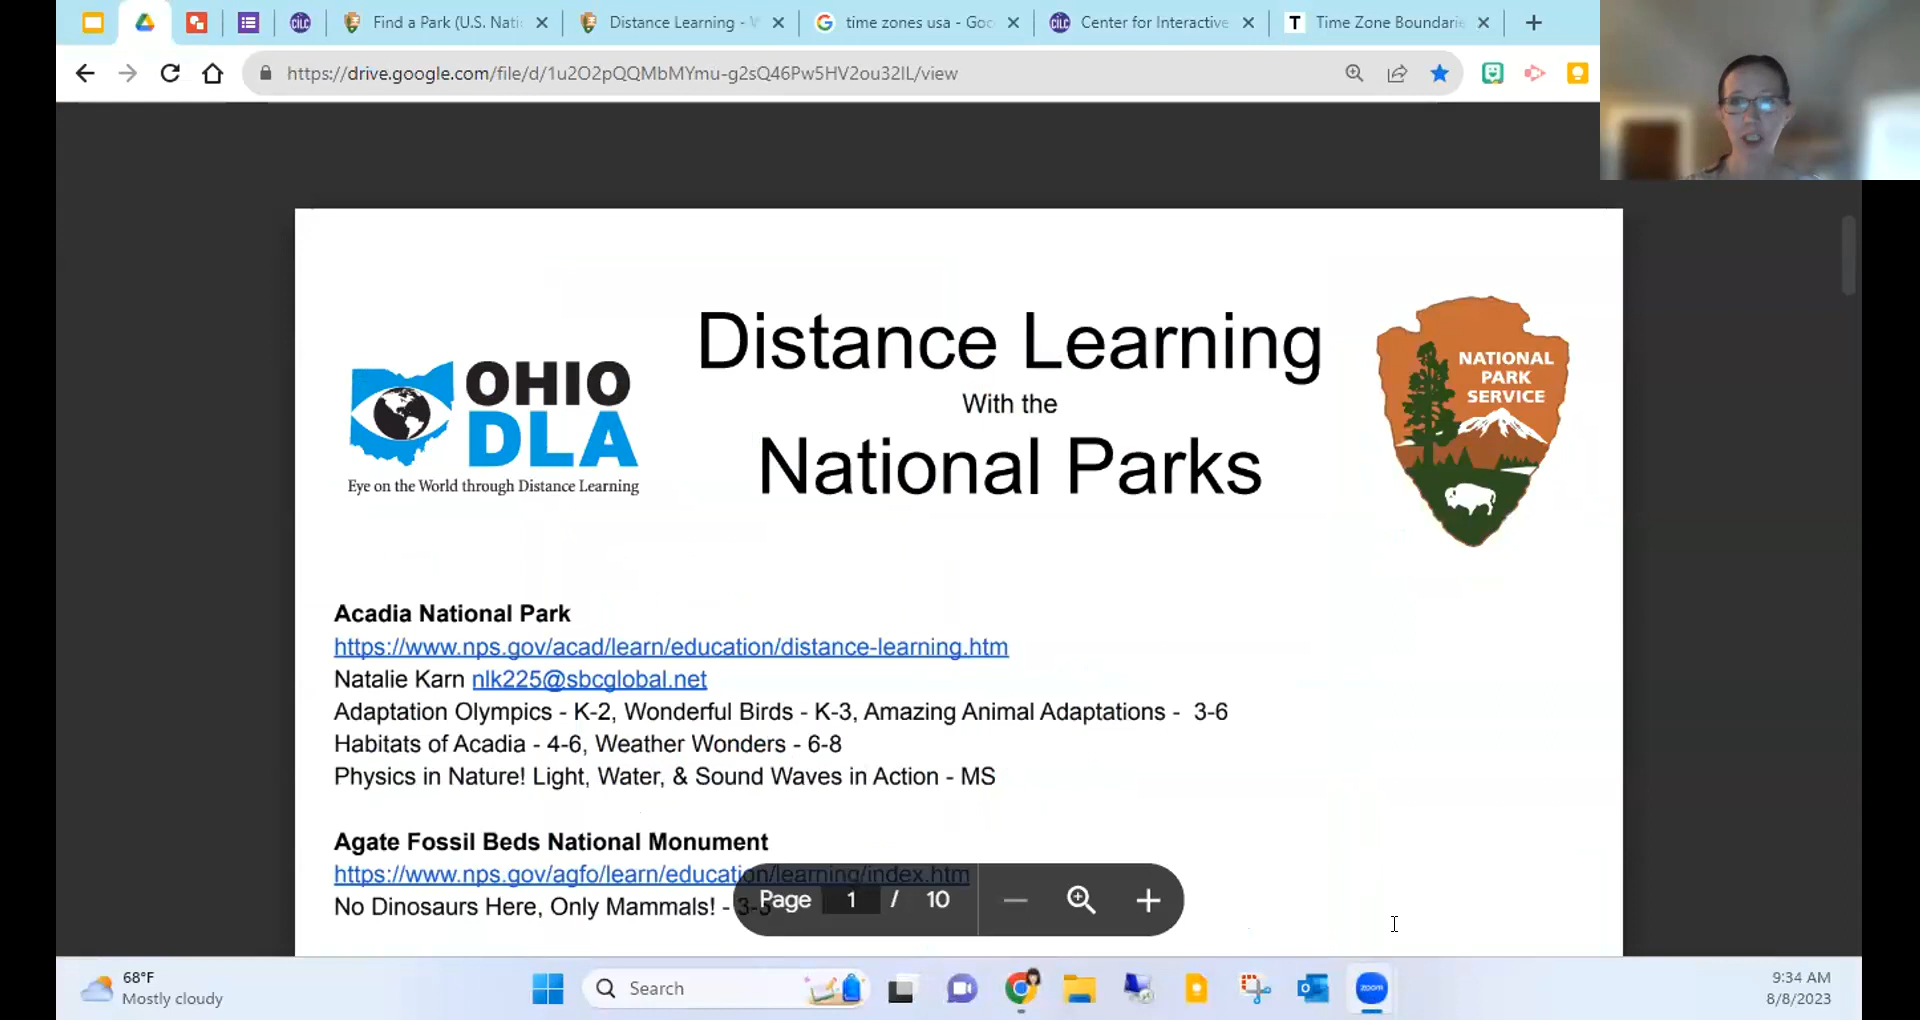 Find a Park (U.S. Nati
Distance Learning - W
time zones usa - Goo
Center for Interactive
Time Zone Boundarie
https://drive.google.com/file/d/1u2O2pQQMbMYmu-g2sQ46Pw5HV2ou32lL/view
Distance Learning
With the
National Parks
OHIO
DLA
Eye on the World through Distance Learning
NATIONAL
PARK
SERVICE
Acadia National Park
https://www.nps.gov/acad/learn/education/distance-learning.htm
Natalie Karn nlk225@sbcglobal.net
Adaptation Olympics - K-2, Wonderful Birds - K-3, Amazing Animal Adaptations - 3-6
Habitats of Acadia - 4-6, Weather Wonders - 6-8
Physics in Nature! Light, Water, & Sound Waves in Action - MS
Agate Fossil Beds National Monument
https://www.nps.gov/agfo/learn/education/learning/index.htm
No Dinosaurs Here, Only Mammals! -
Page 1 / 10
68°F
Mostly cloudy
Search
zoom
9:34 AM
8/8/2023